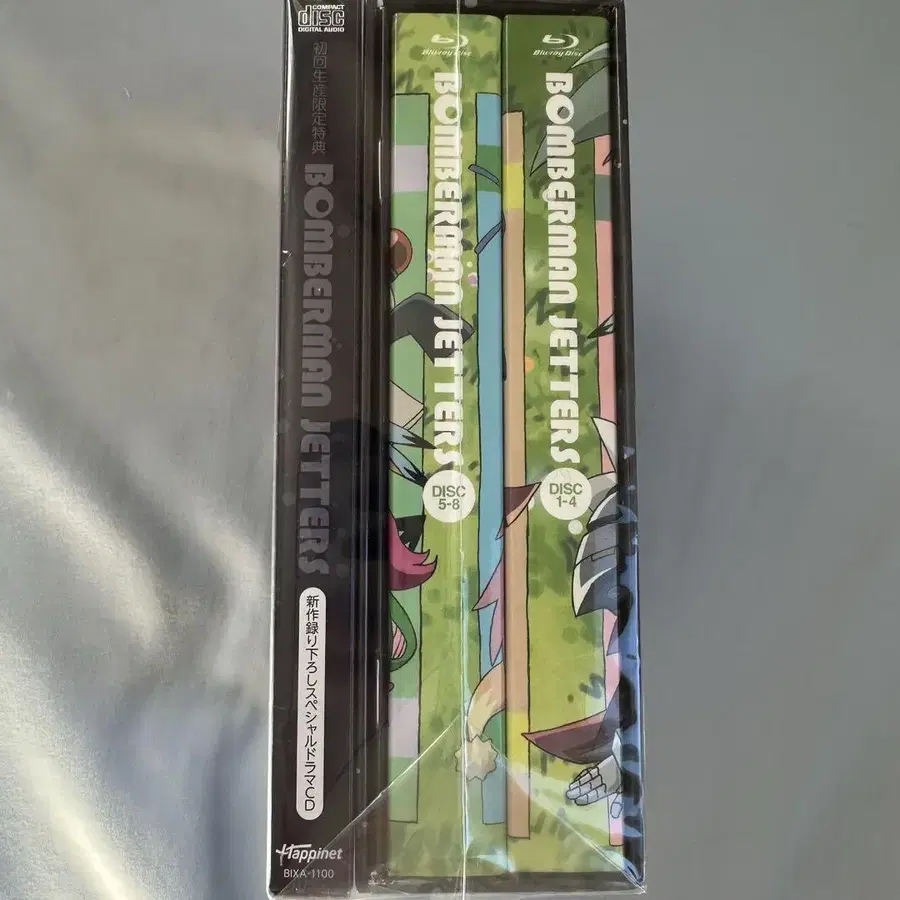 COMPACT
disc
DIGITAL AUDIO
初回生産限定特典
BOMBERMAN JETTERS
新作録り下ろしスペシャルドラマCD
Happinet
BIXA-1100
Blu-ray Disc
BOMBERMAN JETTERS
DISC
5-8
Blu-ray Disc
BOMBERMAN JETTERS
DISC
1-4